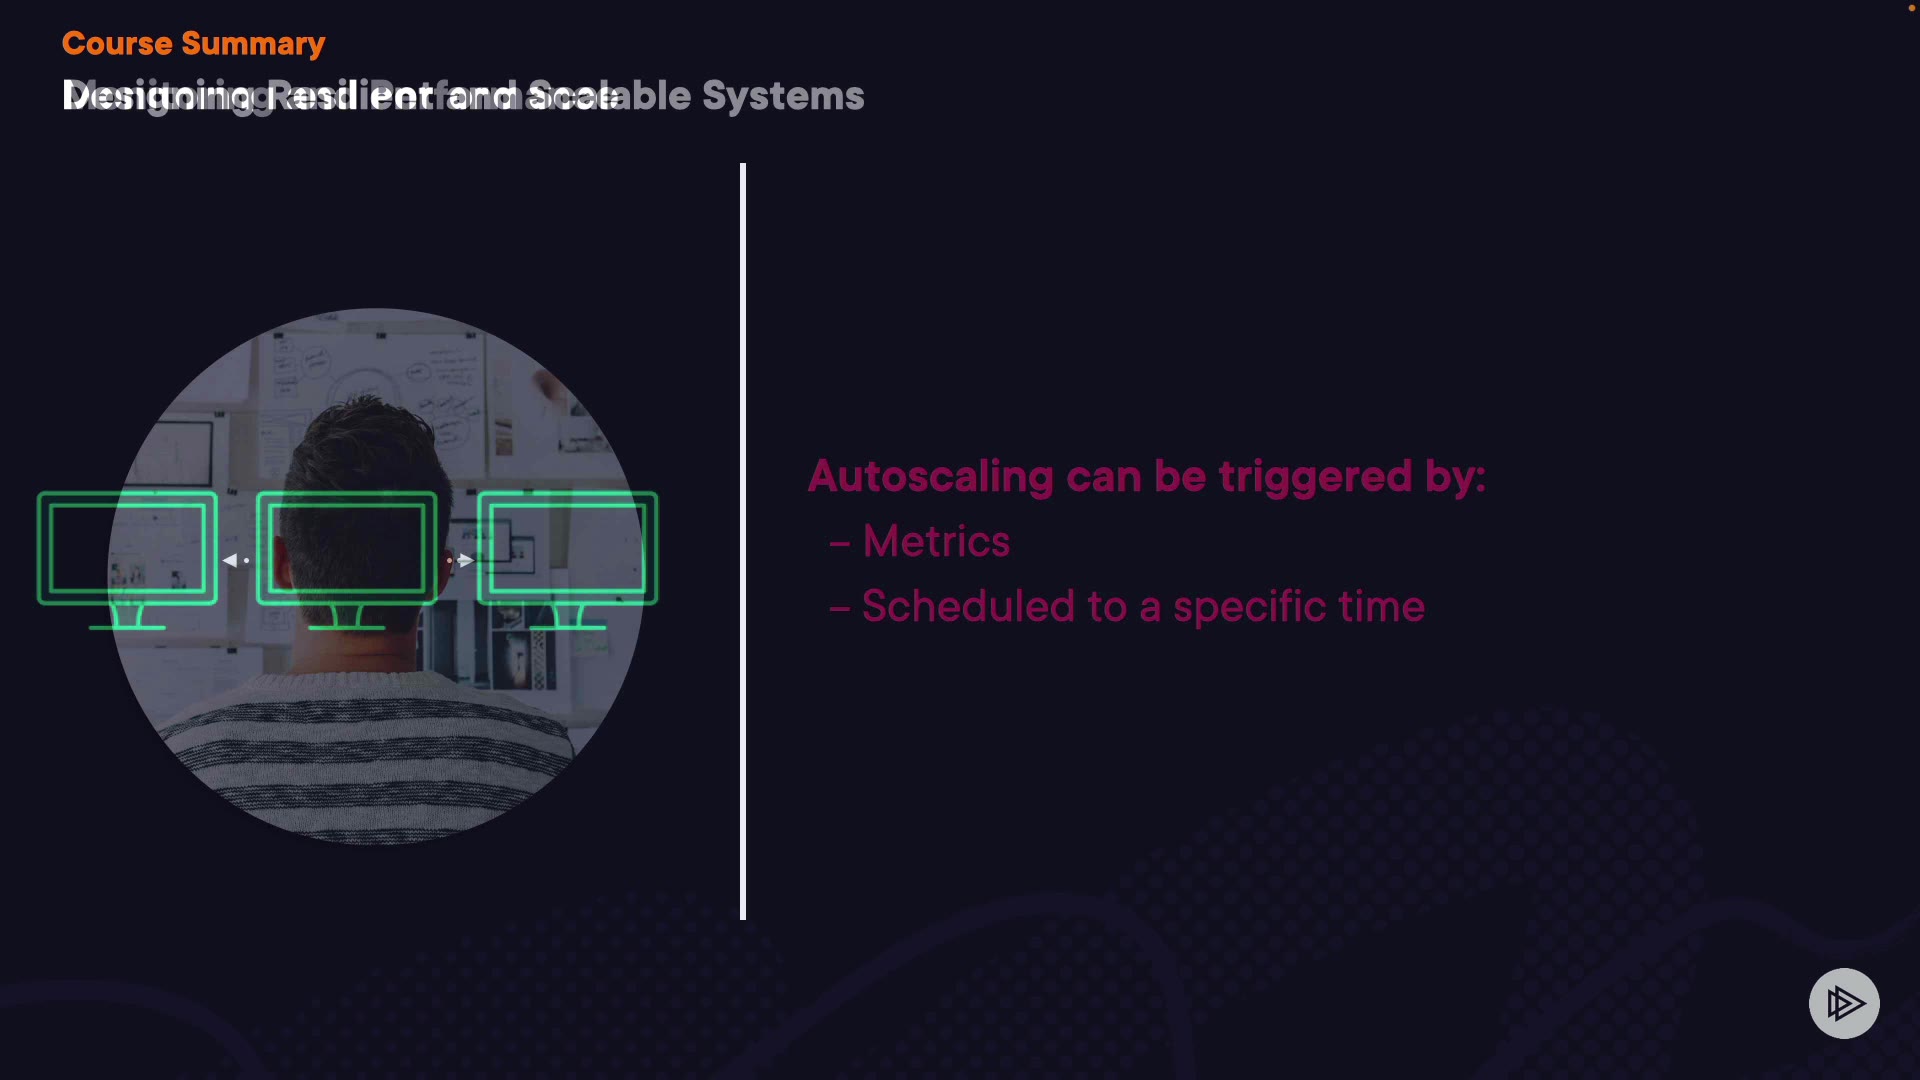 Course Summary
Designing Resilient and Scalable Systems
Autoscaling can be triggered by:
– Metrics
– Scheduled to a specific time